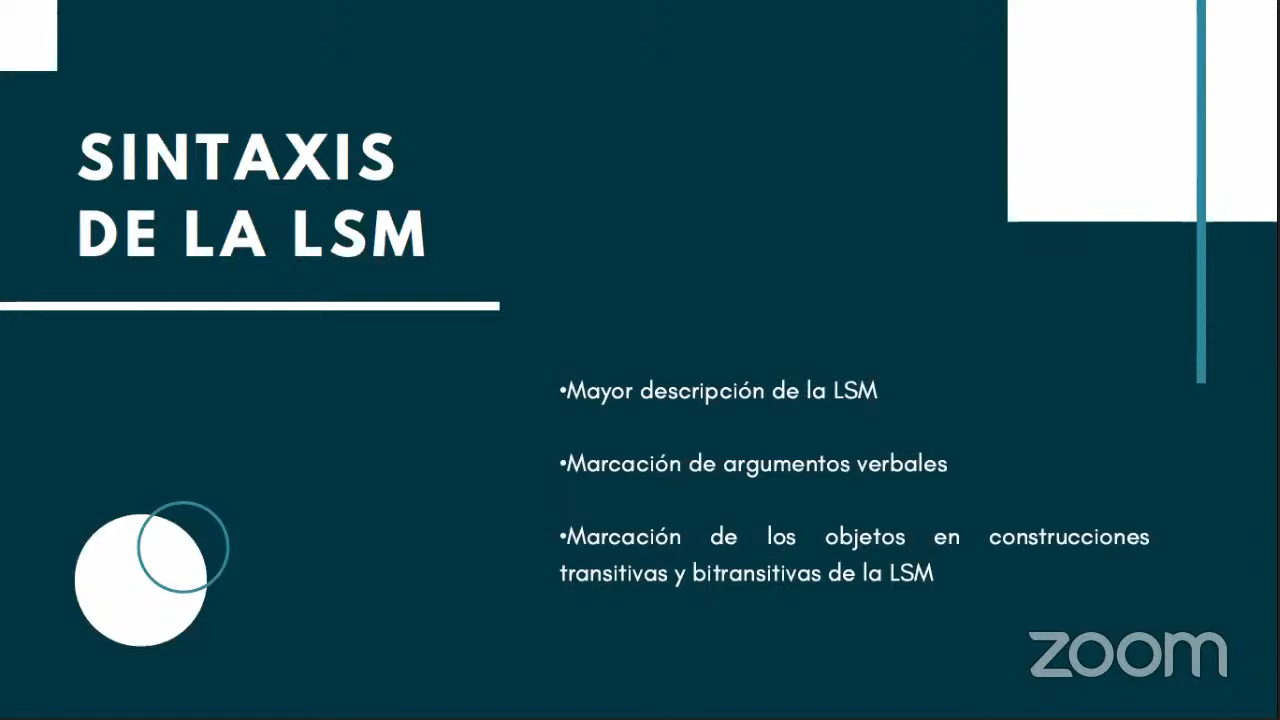 SINTAXIS
DE LA LSM
•Mayor descripción de la LSM
•Marcación de argumentos verbales
•Marcación de los objetos en construcciones
transitivas y bitransitivas de la LSM
zoom